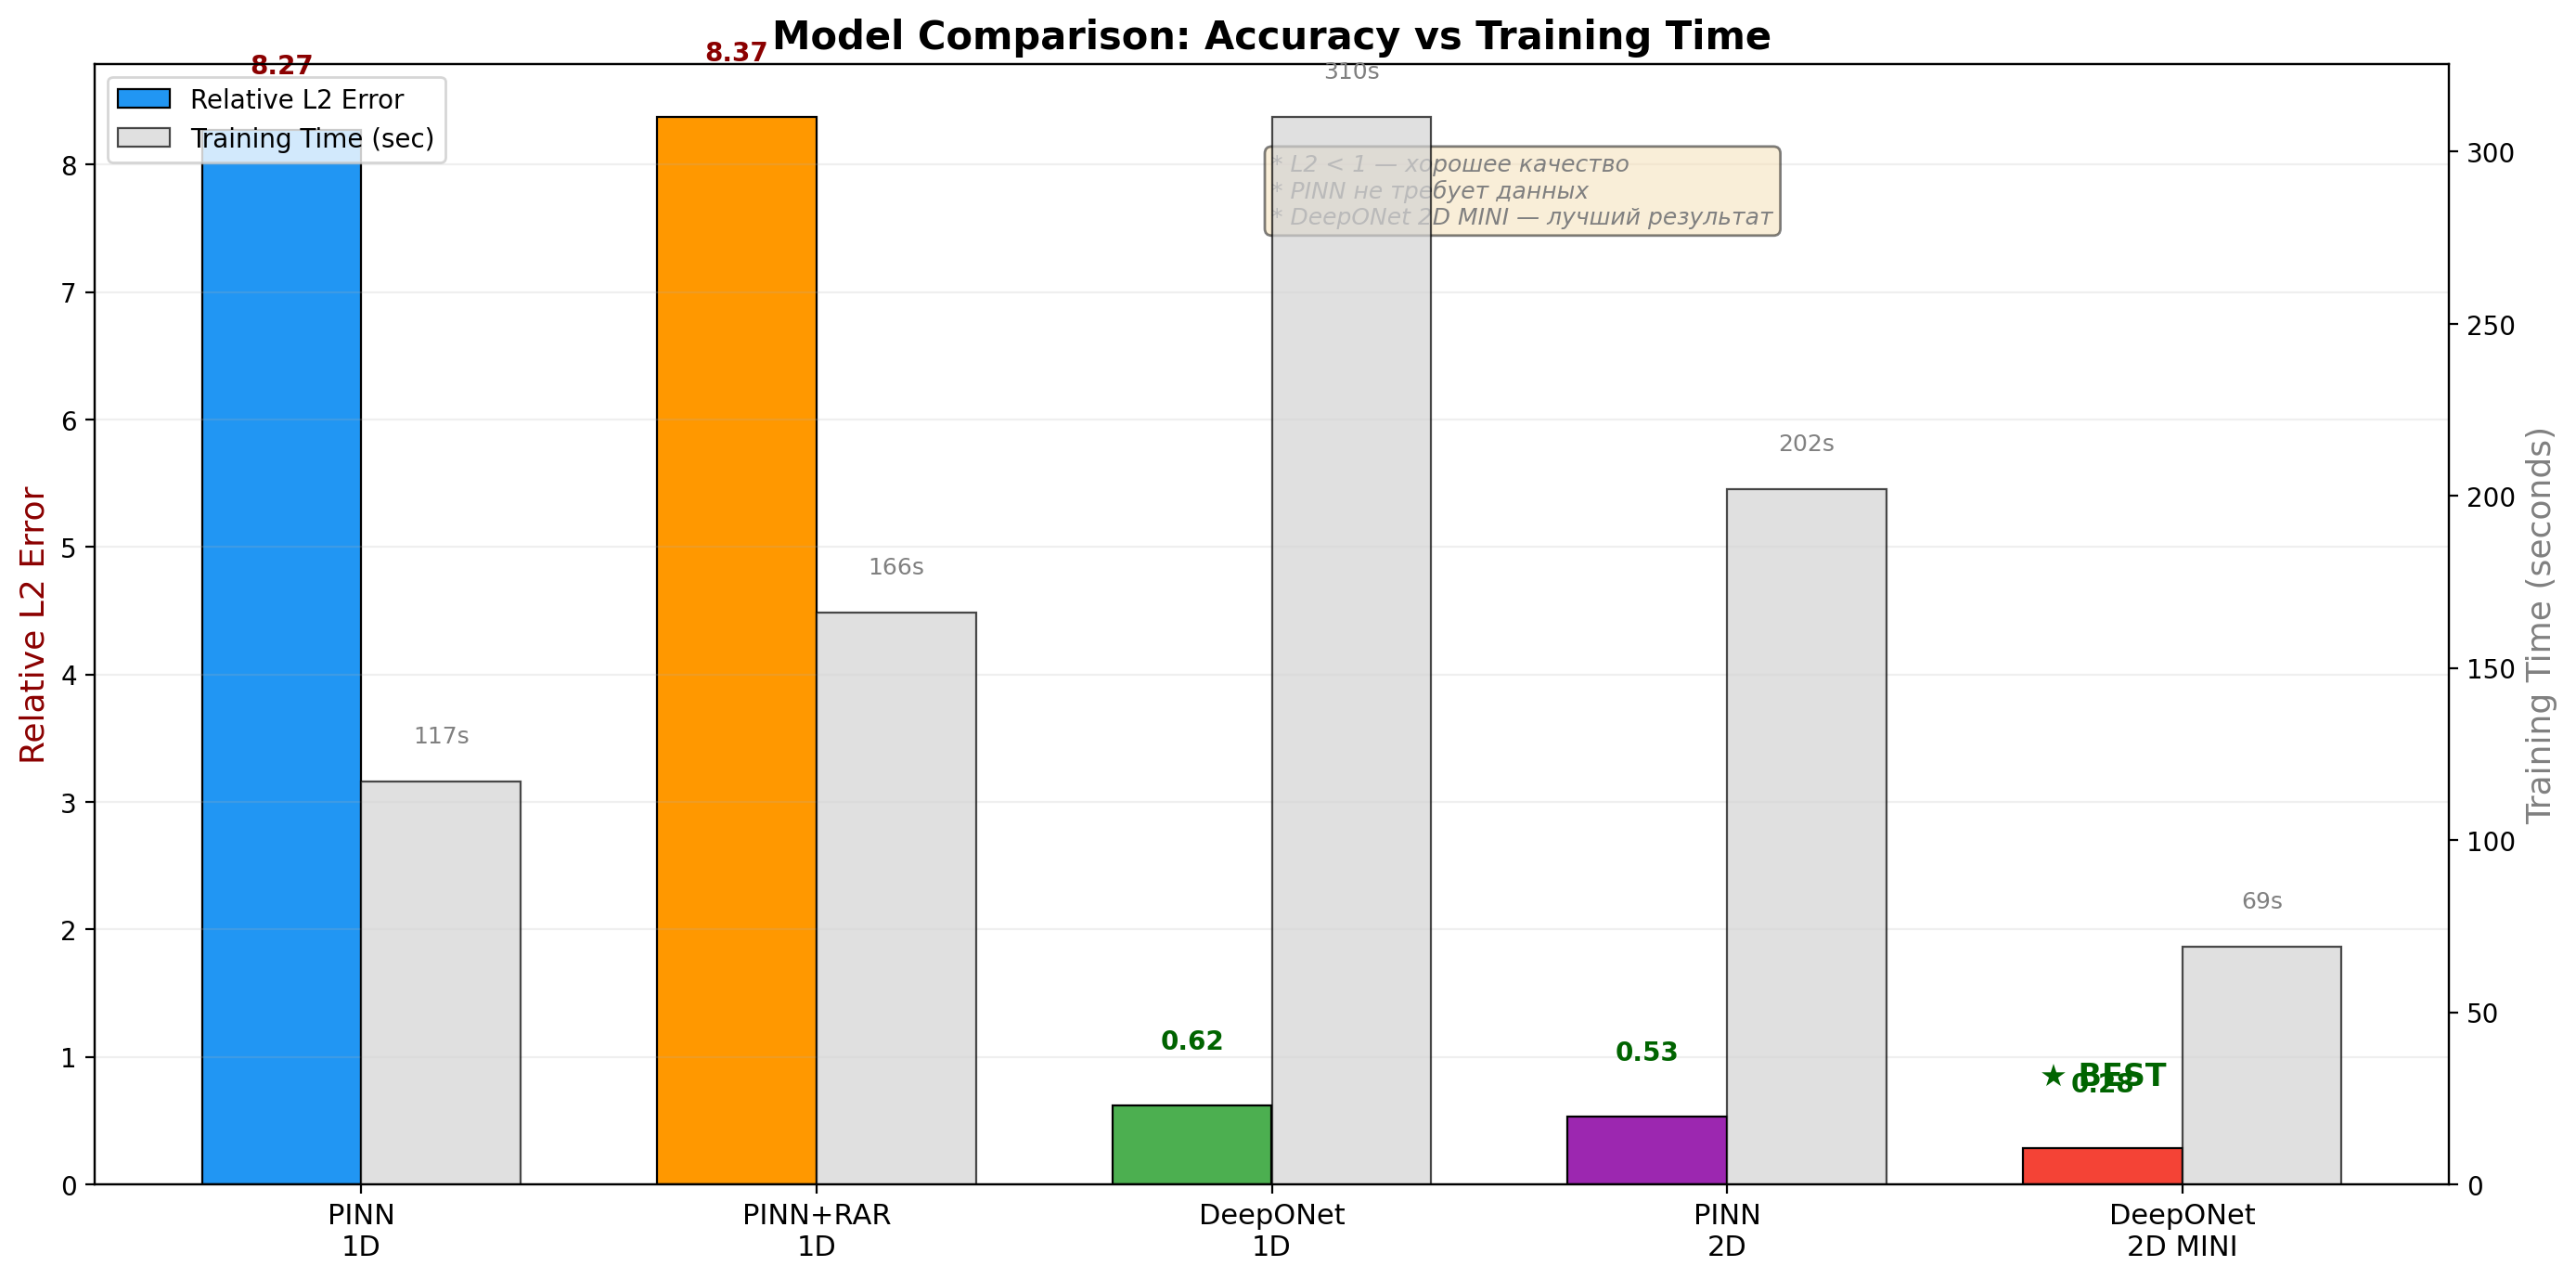 Model Comparison: Accuracy vs Training Time
8.27
8.37
310s
Relative L2 Error
Training Time (sec)
* L2 < 1 — хорошее качество
* PINN не требует данных
* DeepONet 2D MINI — лучший результат
117s
166s
202s
69s
0.62
0.53
★ BEST
0.28
Relative L2 Error
8
7
6
5
4
3
2
1
0
300
250
200
150
100
50
0
Training Time (seconds)
PINN
1D
PINN+RAR
1D
DeepONet
1D
PINN
2D
DeepONet
2D MINI